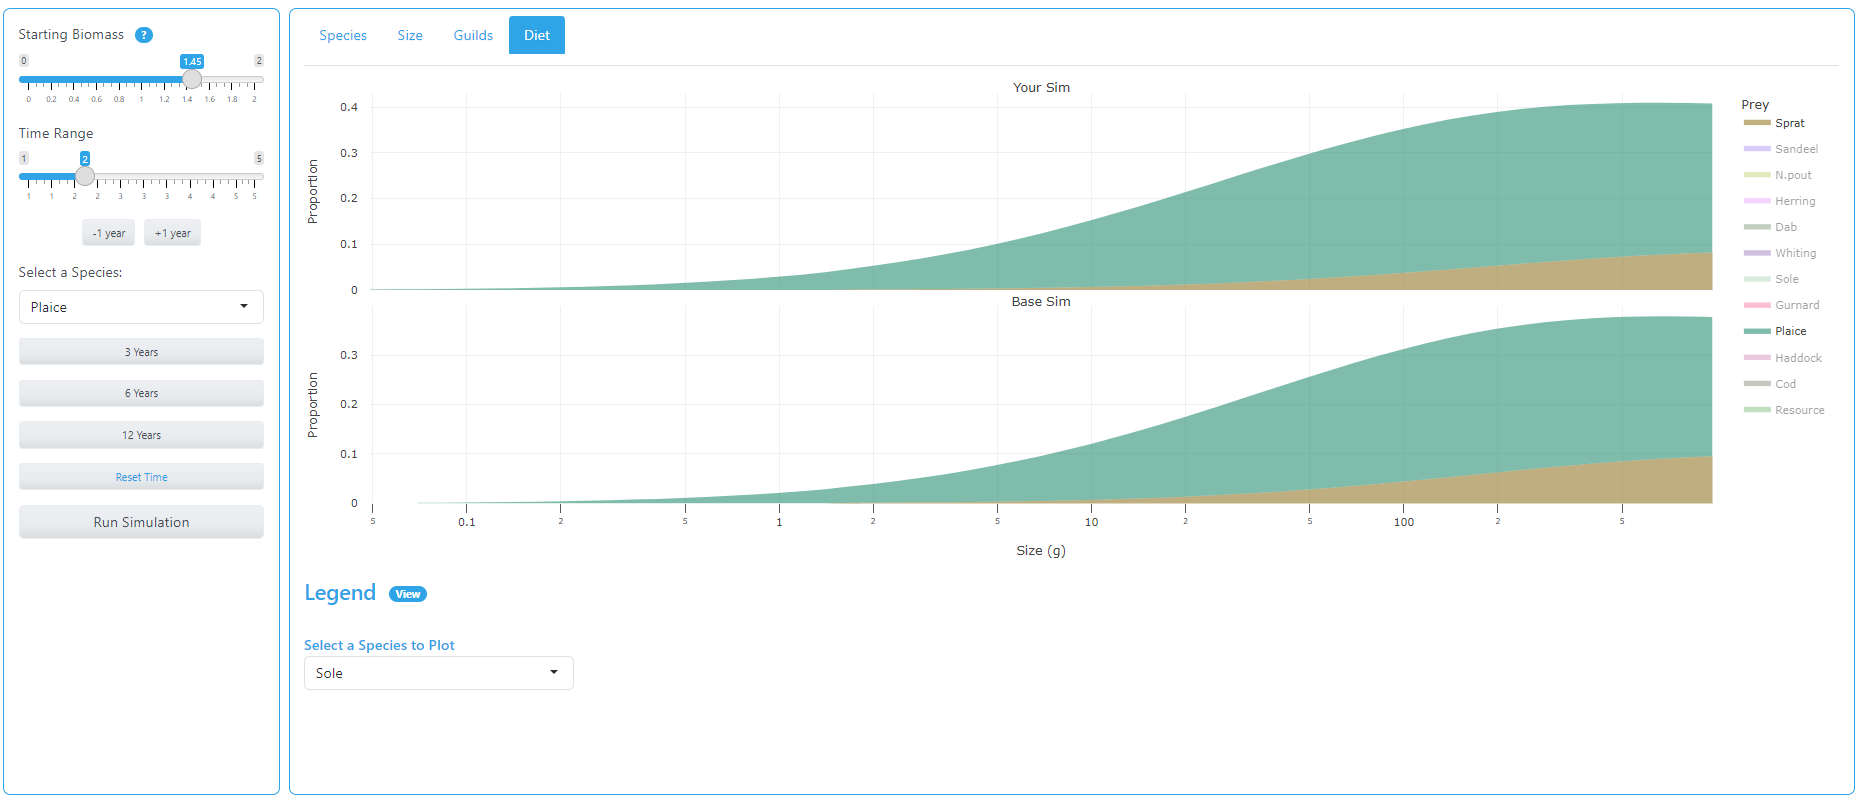 Starting Biomass ?
0 1.45 2
0 0.2 0.4 0.6 0.8 1 1.2 1.4 1.6 1.8 2
Time Range
1 2 5
1 1 2 2 3 3 3 4 4 5 5
-1 year +1 year
Select a Species:
Plaice
3 Years
6 Years
12 Years
Reset Time
Run Simulation
Species Size Guilds Diet
Your Sim
0.4
0.3
0.2
0.1
0
Proportion
Base Sim
0.3
0.2
0.1
0
Proportion
5 0.1 2 5 1 2 5 10 2 5 100 2 5
Size (g)
Prey
Sprat
Sandeel
N.pout
Herring
Dab
Whiting
Sole
Gurnard
Plaice
Haddock
Cod
Resource
Legend View
Select a Species to Plot
Sole